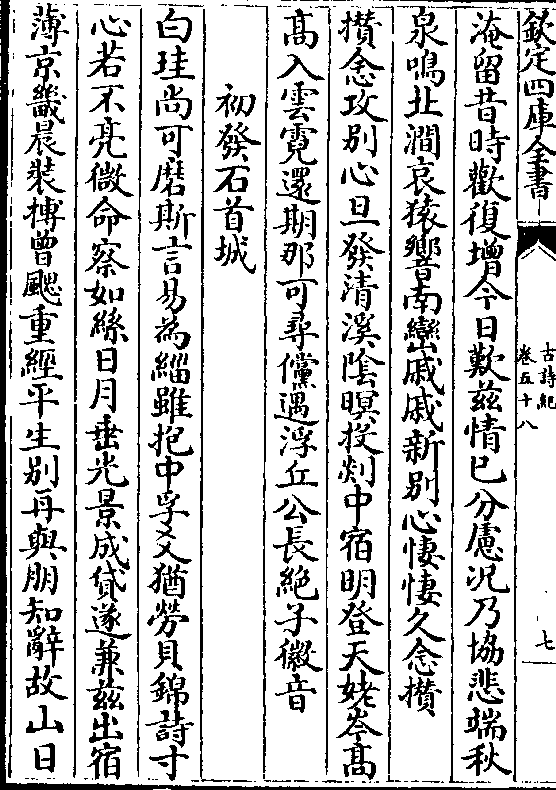 欽定四庫全書
古詩紀
卷五十八
七
淹留昔時歡復增今日歎兹情已分慮况乃協悲端秋
泉鳴北澗哀猿響南巒戚戚新别心悽悽久念攅
攅念攻别心旦發清溪陰暝投剡中宿明登天姥岑髙
髙入雲霓還期那可尋儻遇浮丘公長絶子徽音
初發石首城
白珪尚可磨斯言易為緇雖抱中孚爻猶勞貝錦詩寸
心若不亮微命察如絲日月垂光景成貸遂兼兹出宿
薄京畿晨裝摶曾颸重經平生别再與朋知辭故山日